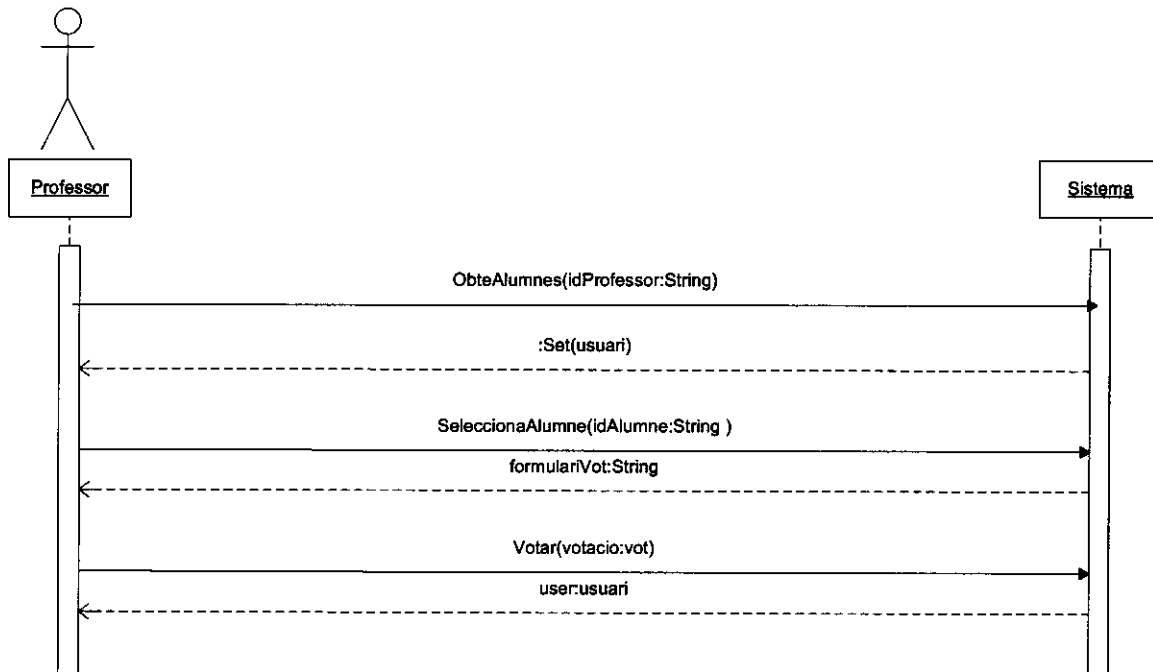 Professor
Sistema
ObteAlumnes(idProfessor:String)
:Set(usuari)
SeleccionaAlumne(idAlumne:String )
formulariVot:String
Votar(votacio:vot)
user:usuari